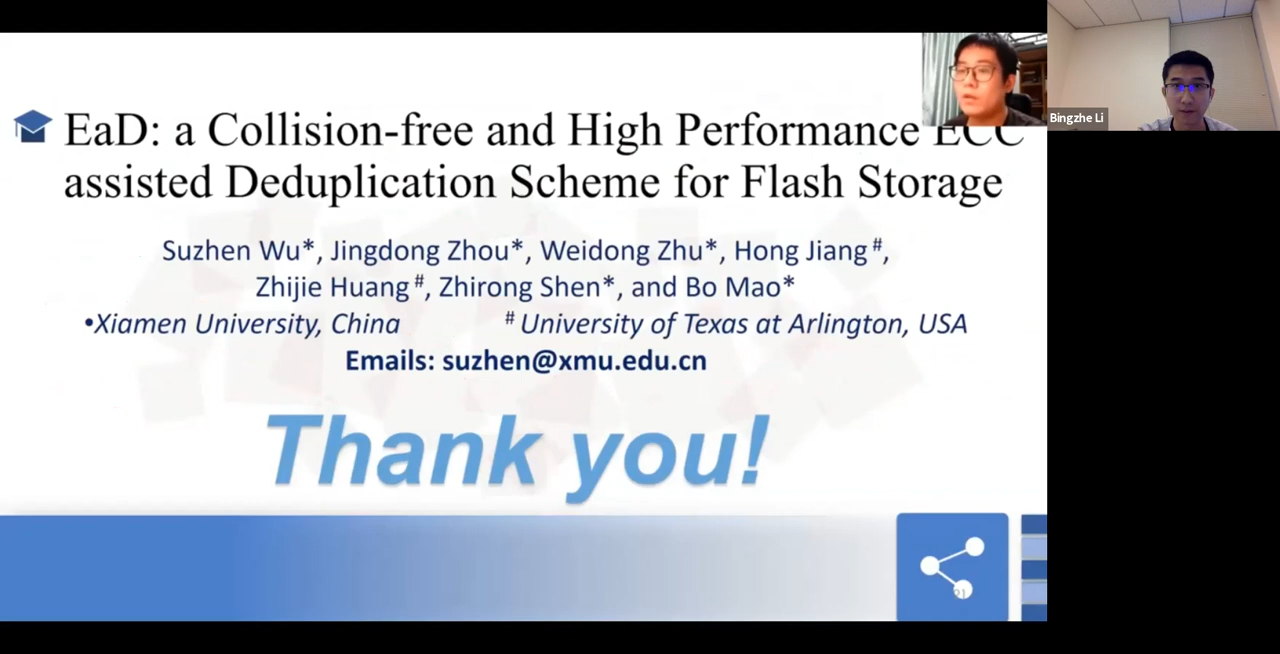 EaD: a Collision-free and High Performance ECC
assisted Deduplication Scheme for Flash Storage
Suzhen Wu*, Jingdong Zhou*, Weidong Zhu*, Hong Jiang#,
Zhijie Huang#, Zhirong Shen*, and Bo Mao*
•Xiamen University, China #University of Texas at Arlington, USA
Emails: suzhen@xmu.edu.cn
Thank you!
21
Bingzhe Li